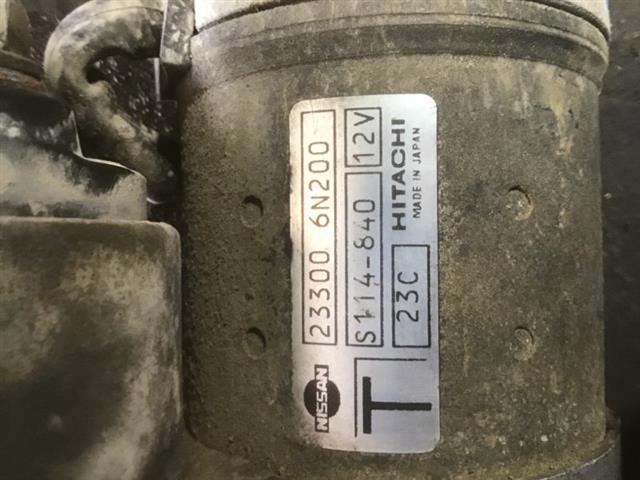 NISSAN 23300 6N200
T S114-840 12V
23C HITACHI
MADE IN JAPAN